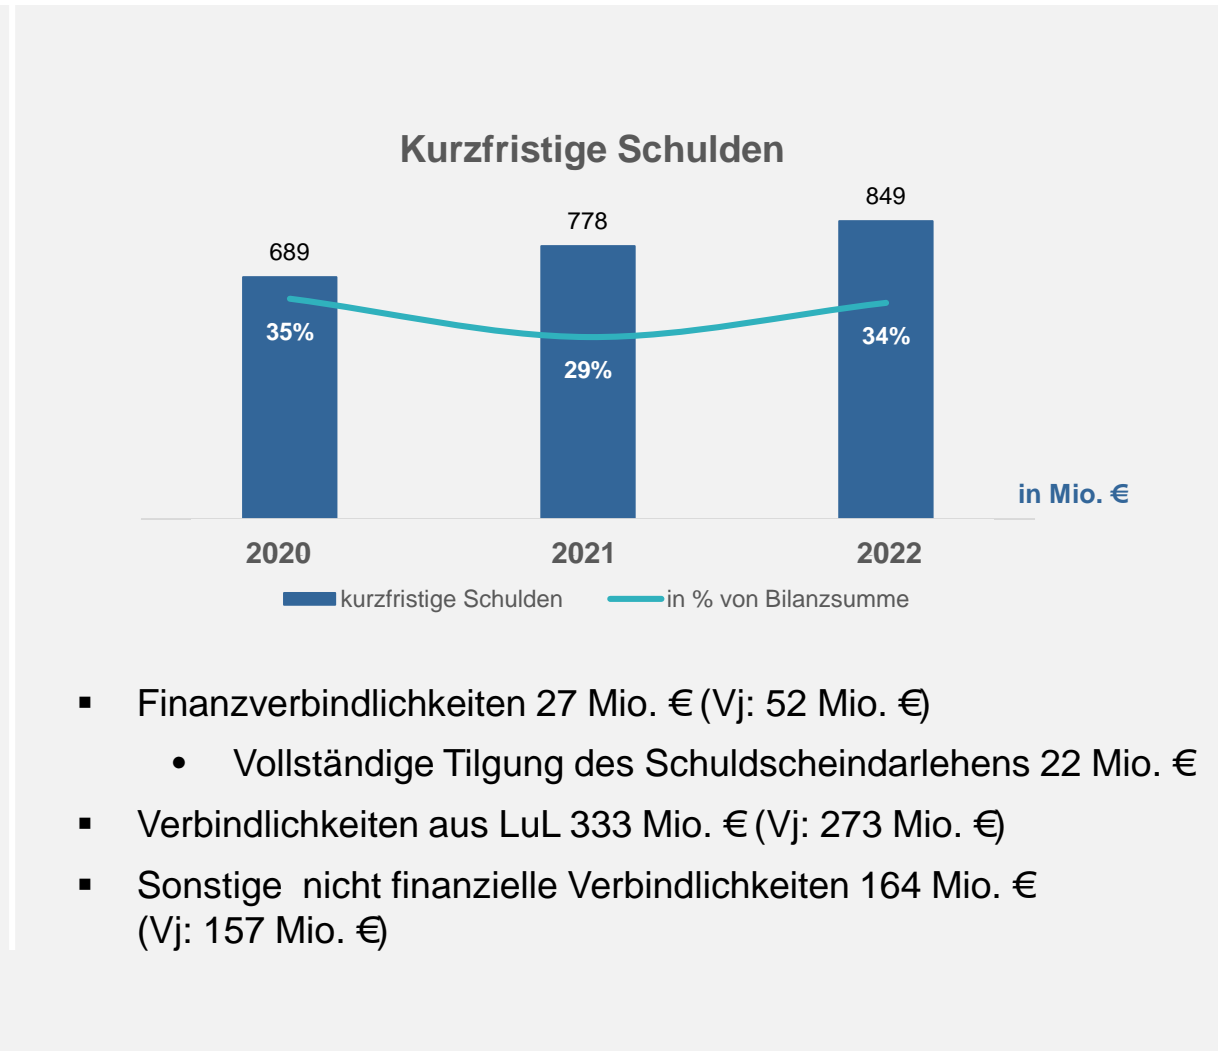 Kurzfristige Schulden
689
778
849
35%
29%
34%
in Mio. €
2020
2021
2022
kurzfristige Schulden
in % von Bilanzsumme
▪ Finanzverbindlichkeiten 27 Mio. € (Vj: 52 Mio. €)
• Vollständige Tilgung des Schuldscheindarlehens 22 Mio. €
▪ Verbindlichkeiten aus LuL 333 Mio. € (Vj: 273 Mio. €)
▪ Sonstige nicht finanzielle Verbindlichkeiten 164 Mio. €
(Vj: 157 Mio. €)